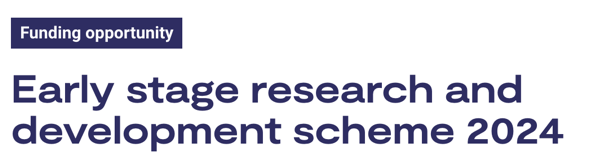 Funding opportunity
Early stage research and
development scheme 2024